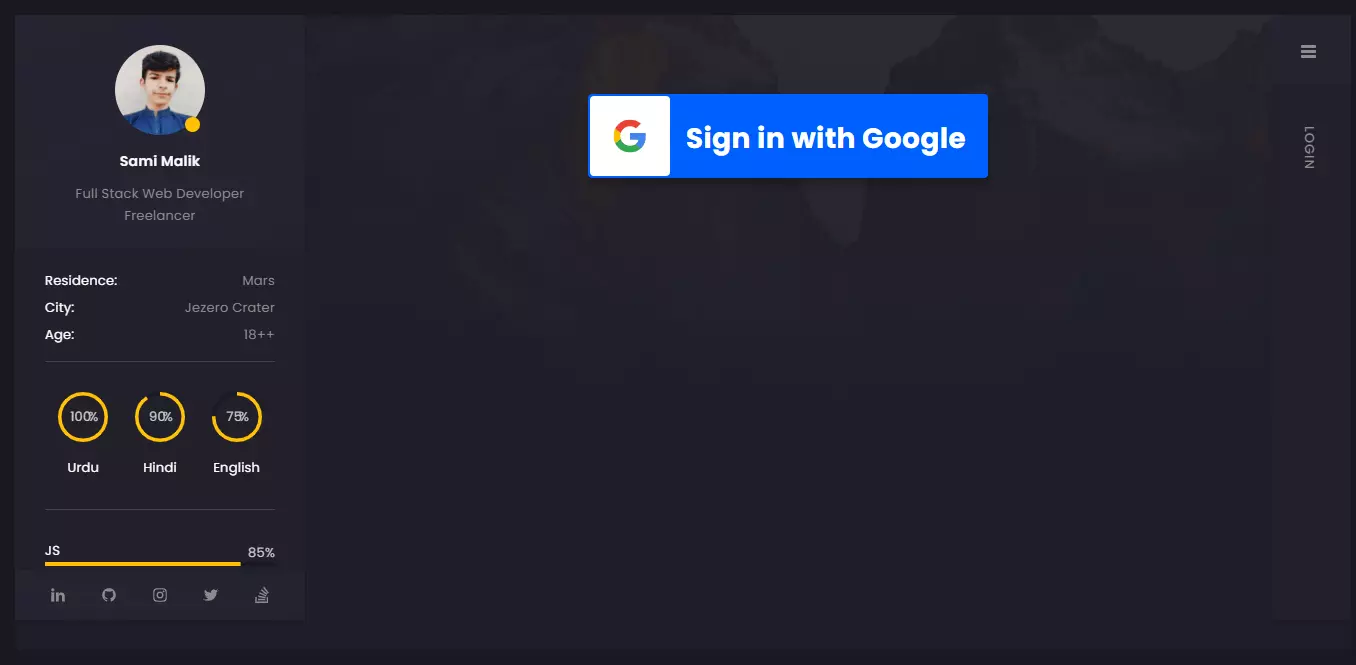 Sami Malik
Full Stack Web Developer
Freelancer
Residence: Mars
City: Jezero Crater
Age: 18++
100% 90% 75%
Urdu Hindi English
JS 85%
Sign in with Google
LOGIN